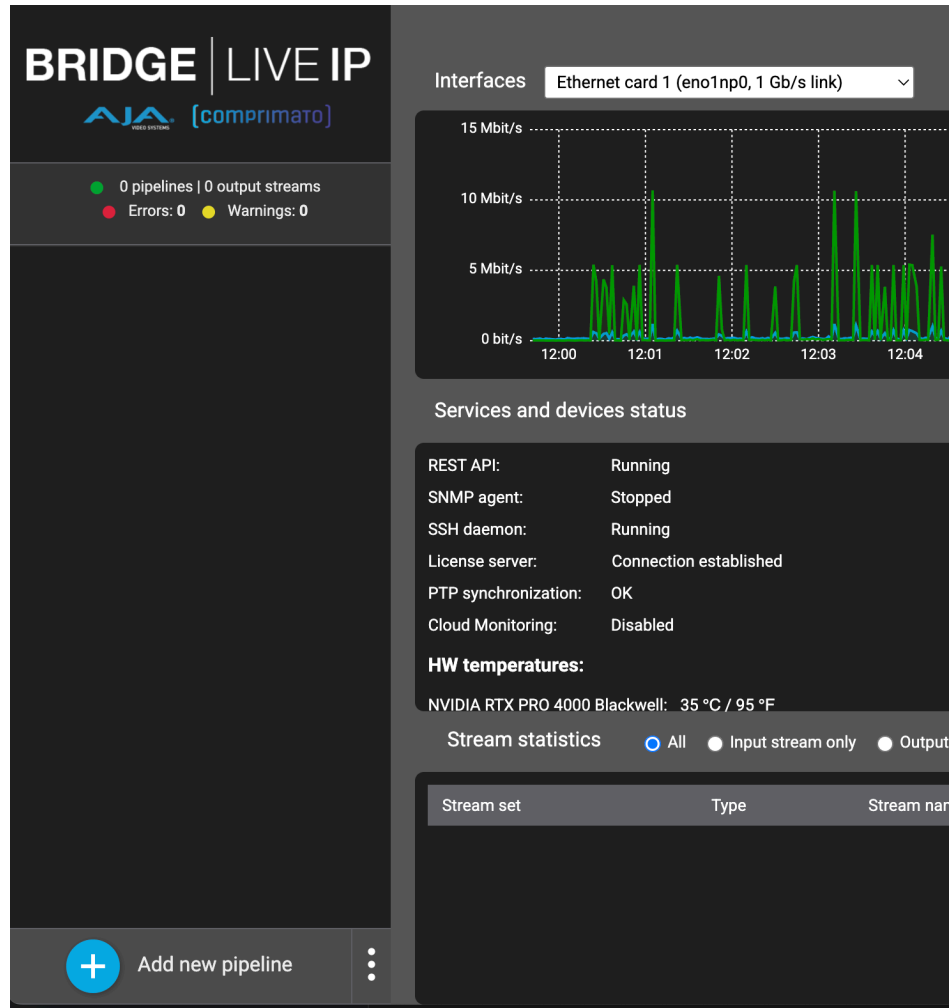 BRIDGE | LIVE IP
AJA VIDEO SYSTEMS [comprimato]
0 pipelines | 0 output streams
Errors: 0 Warnings: 0
Add new pipeline
Interfaces Ethernet card 1 (eno1np0, 1 Gb/s link)
15 Mbit/s
10 Mbit/s
5 Mbit/s
0 bit/s
12:00 12:01 12:02 12:03 12:04
Services and devices status
REST API: Running
SNMP agent: Stopped
SSH daemon: Running
License server: Connection established
PTP synchronization: OK
Cloud Monitoring: Disabled
HW temperatures:
NVIDIA RTX PRO 4000 Blackwell: 35 °C / 95 °F
Stream statistics All Input stream only Output
Stream set Type Stream nar